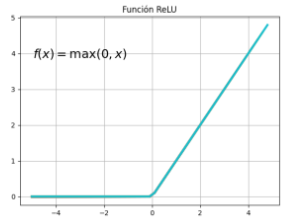 Función ReLU
5
f(x) = max(0, x)
4
3
2
1
0
−4 −2 0 2 4